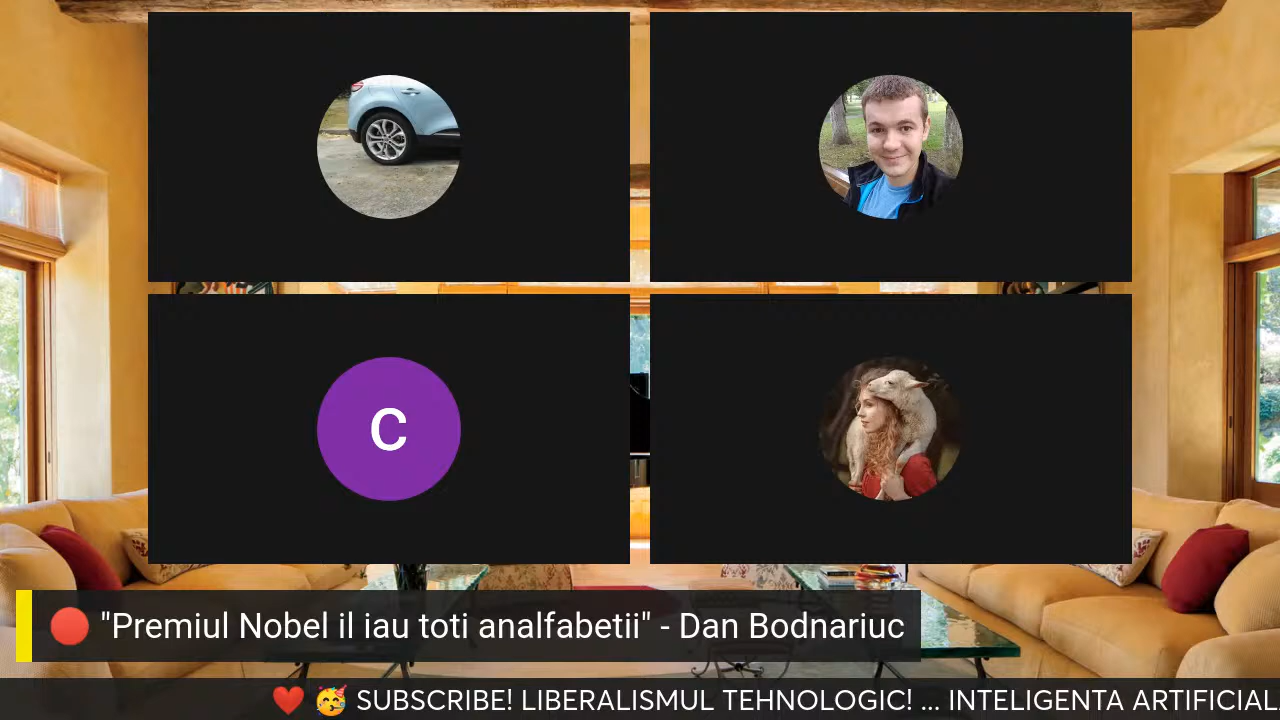 C
🔴 "Premiul Nobel il iau toti analfabetii" - Dan Bodnariuc
❤️ 🥳 SUBSCRIBE! LIBERALISMUL TEHNOLOGIC! ... INTELIGENTA ARTIFICIAL